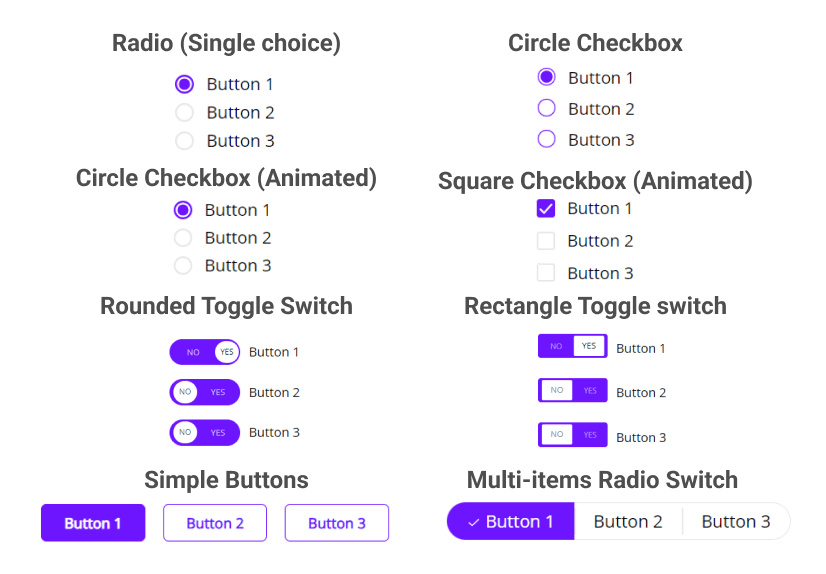 Radio (Single choice)
Button 1
Button 2
Button 3
Circle Checkbox
Button 1
Button 2
Button 3
Circle Checkbox (Animated)
Button 1
Button 2
Button 3
Square Checkbox (Animated)
Button 1
Button 2
Button 3
Rounded Toggle Switch
NO YES Button 1
NO YES Button 2
NO YES Button 3
Rectangle Toggle switch
NO YES Button 1
NO YES Button 2
NO YES Button 3
Simple Buttons
Button 1 Button 2 Button 3
Multi-items Radio Switch
Button 1 Button 2 Button 3